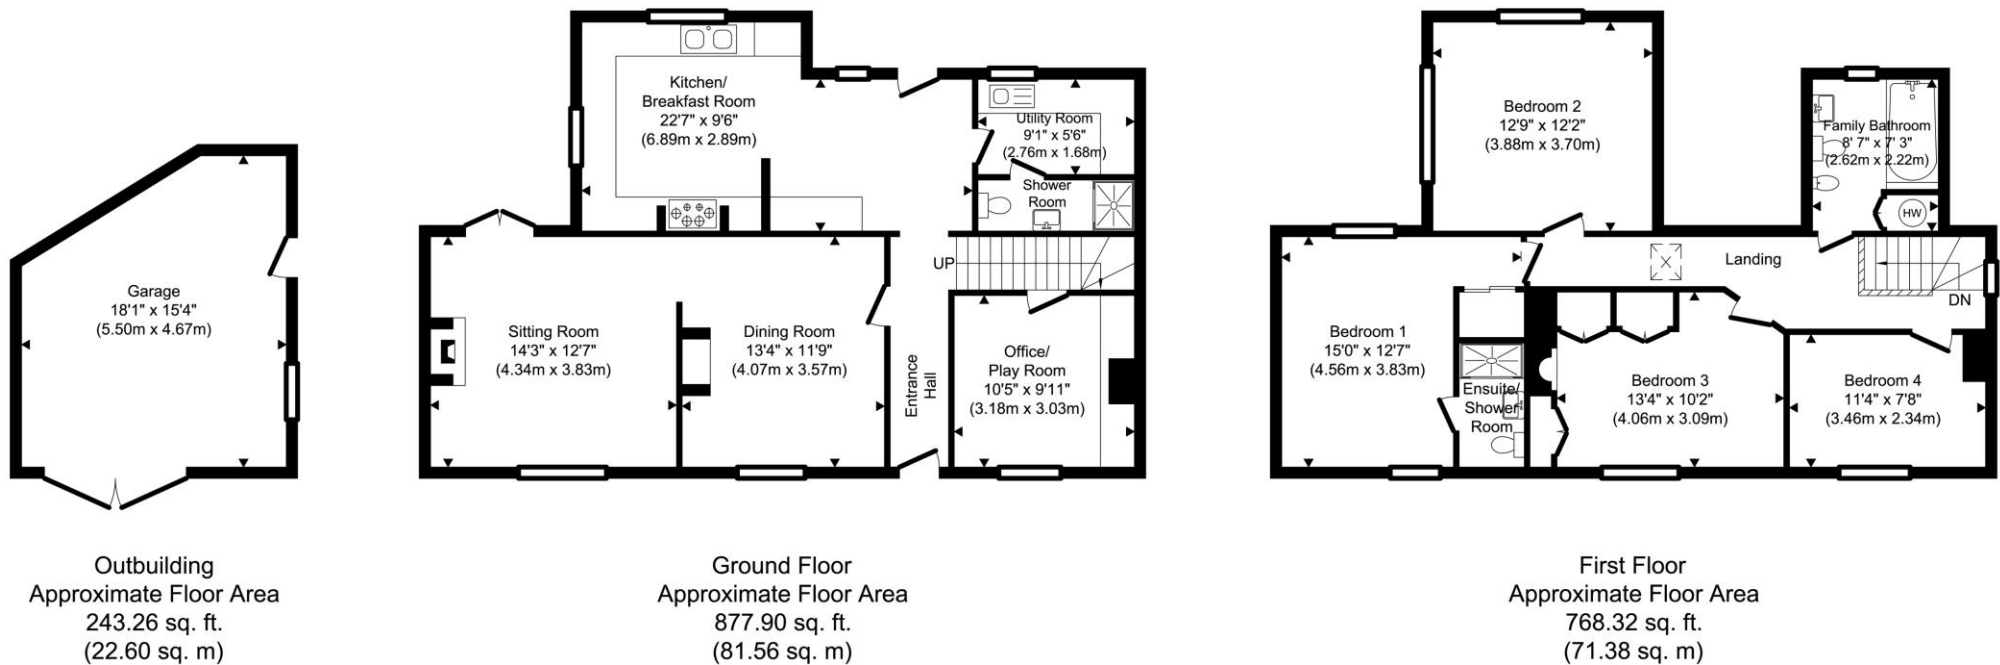 Garage
18'1" x 15'4"
(5.50m x 4.67m)
Outbuilding
Approximate Floor Area
243.26 sq. ft.
(22.60 sq. m)
Kitchen/
Breakfast Room
22'7" x 9'6"
(6.89m x 2.89m)
Utility Room
9'1" x 5'6"
(2.76m x 1.68m)
Shower
Room
UP
Sitting Room
14'3" x 12'7"
(4.34m x 3.83m)
Dining Room
13'4" x 11'9"
(4.07m x 3.57m)
Entrance
Hall
Office/
Play Room
10'5" x 9'11"
(3.18m x 3.03m)
Ground Floor
Approximate Floor Area
877.90 sq. ft.
(81.56 sq. m)
Bedroom 2
12'9" x 12'2"
(3.88m x 3.70m)
Family Bathroom
8' 7" x 7' 3"
(2.62m x 2.22m)
HW
Landing
DN
Bedroom 1
15'0" x 12'7"
(4.56m x 3.83m)
Ensuite/
Shower
Room
Bedroom 3
13'4" x 10'2"
(4.06m x 3.09m)
Bedroom 4
11'4" x 7'8"
(3.46m x 2.34m)
First Floor
Approximate Floor Area
768.32 sq. ft.
(71.38 sq. m)